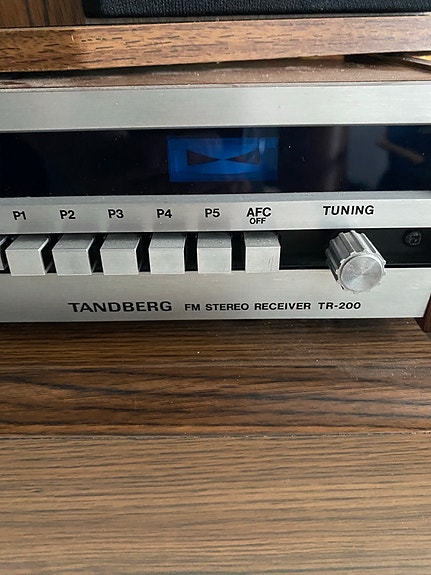 P1 P2 P3 P4 P5 AFC TUNING
OFF
TANDBERG FM STEREO RECEIVER TR-200